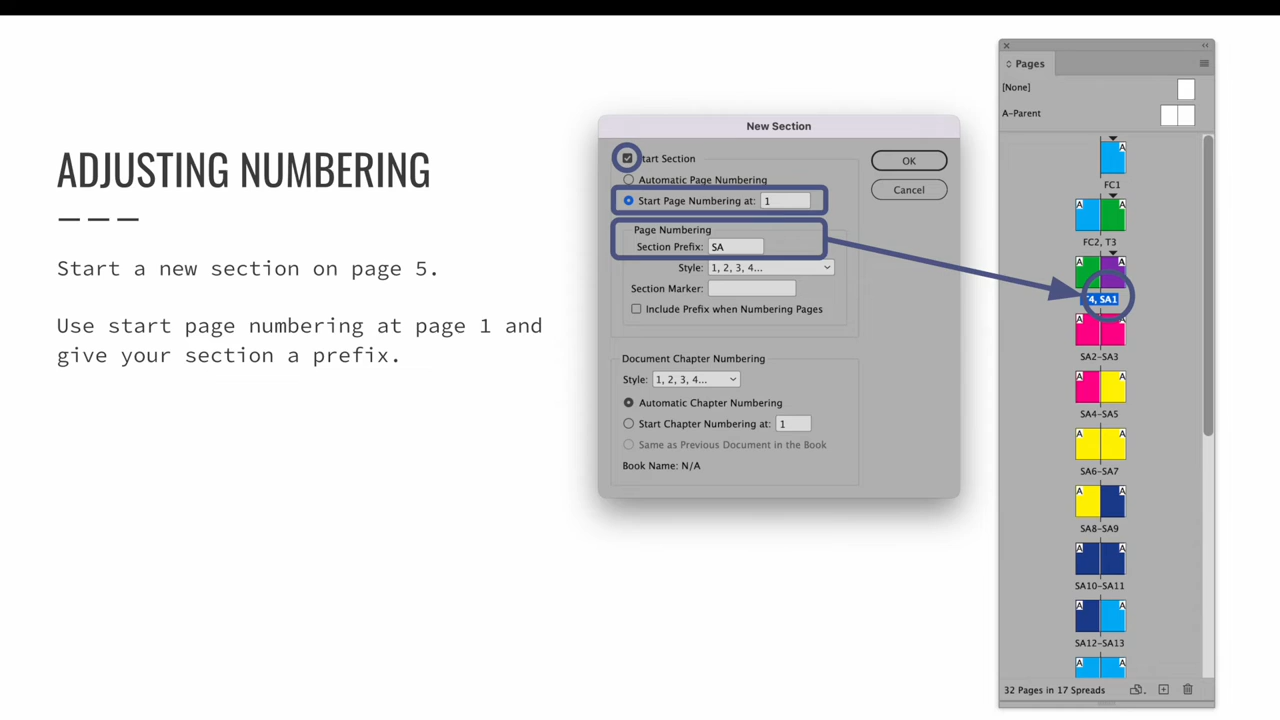 ADJUSTING NUMBERING
Start a new section on page 5.
Use start page numbering at page 1 and
give your section a prefix.
New Section
tart Section
Automatic Page Numbering
Start Page Numbering at: 1
Page Numbering
Section Prefix: SA
Style: 1, 2, 3, 4...
Section Marker:
Include Prefix when Numbering Pages
Document Chapter Numbering
Style: 1, 2, 3, 4...
Automatic Chapter Numbering
Start Chapter Numbering at: 1
Same as Previous Document in the Book
Book Name: N/A
OK
Cancel
Pages
[None]
A-Parent
A
FC1
A A
FC2, T3
A A
4, SA1
A A
SA2-SA3
A A
SA4-SA5
A A
SA6-SA7
A A
SA8-SA9
A A
SA10-SA11
A A
SA12-SA13
A A
32 Pages in 17 Spreads